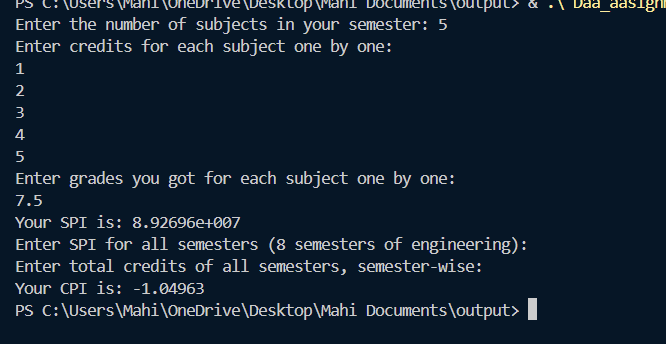 PS C:\Users\Mahi\OneDrive\Desktop\Mahi Documents\output> & .\
Enter the number of subjects in your semester: 5
Enter credits for each subject one by one:
1
2
3
4
5
Enter grades you got for each subject one by one:
7.5
Your SPI is: 8.92696e+007
Enter SPI for all semesters (8 semesters of engineering):
Enter total credits of all semesters, semester-wise:
Your CPI is: -1.04963
PS C:\Users\Mahi\OneDrive\Desktop\Mahi Documents\output>